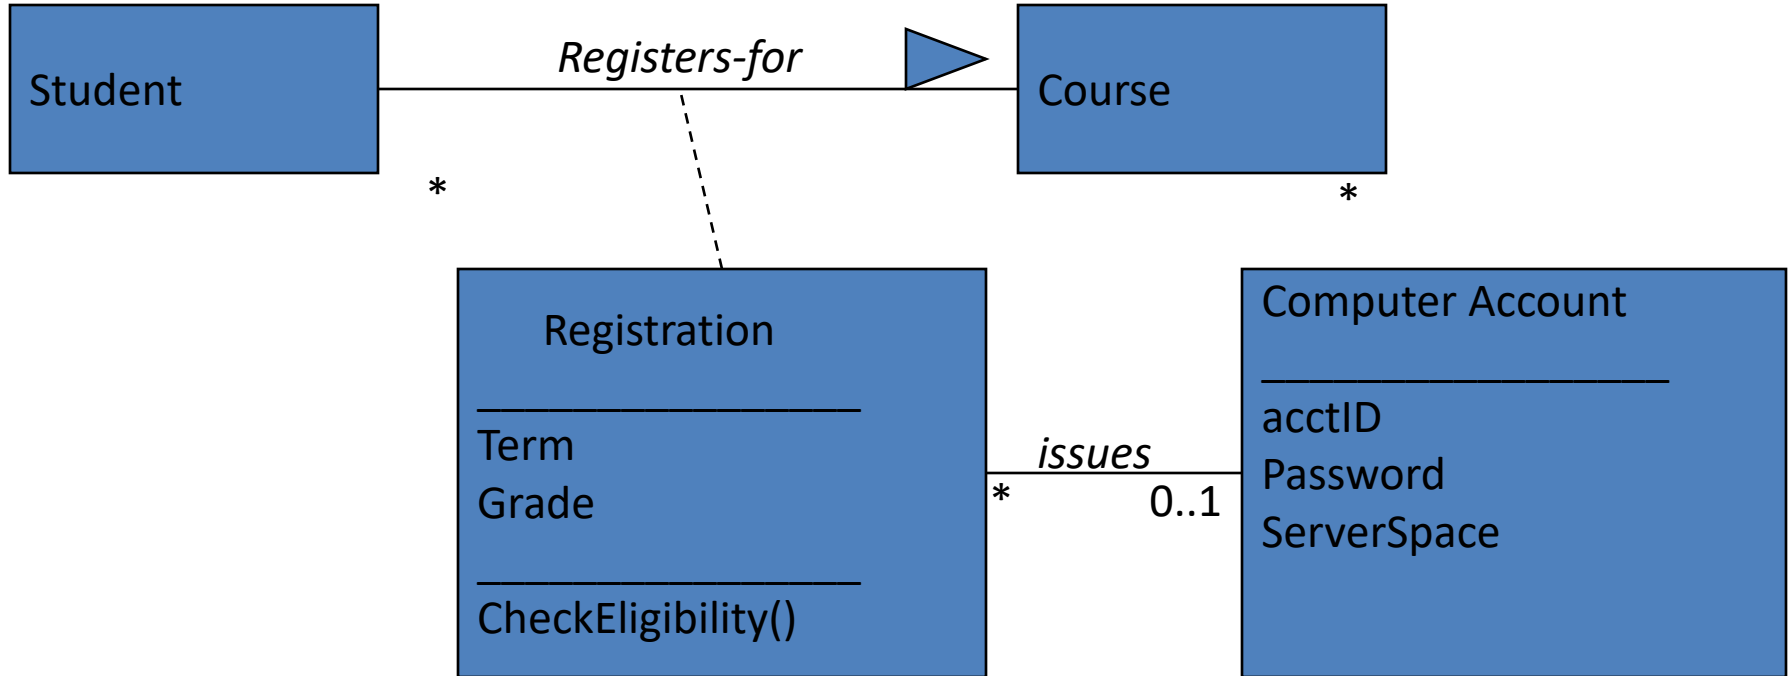 Registers-for
Student
Course
*
*
Registration
Term
Grade
CheckEligibility()
issues
*
0..1
Computer Account
acctID
Password
ServerSpace